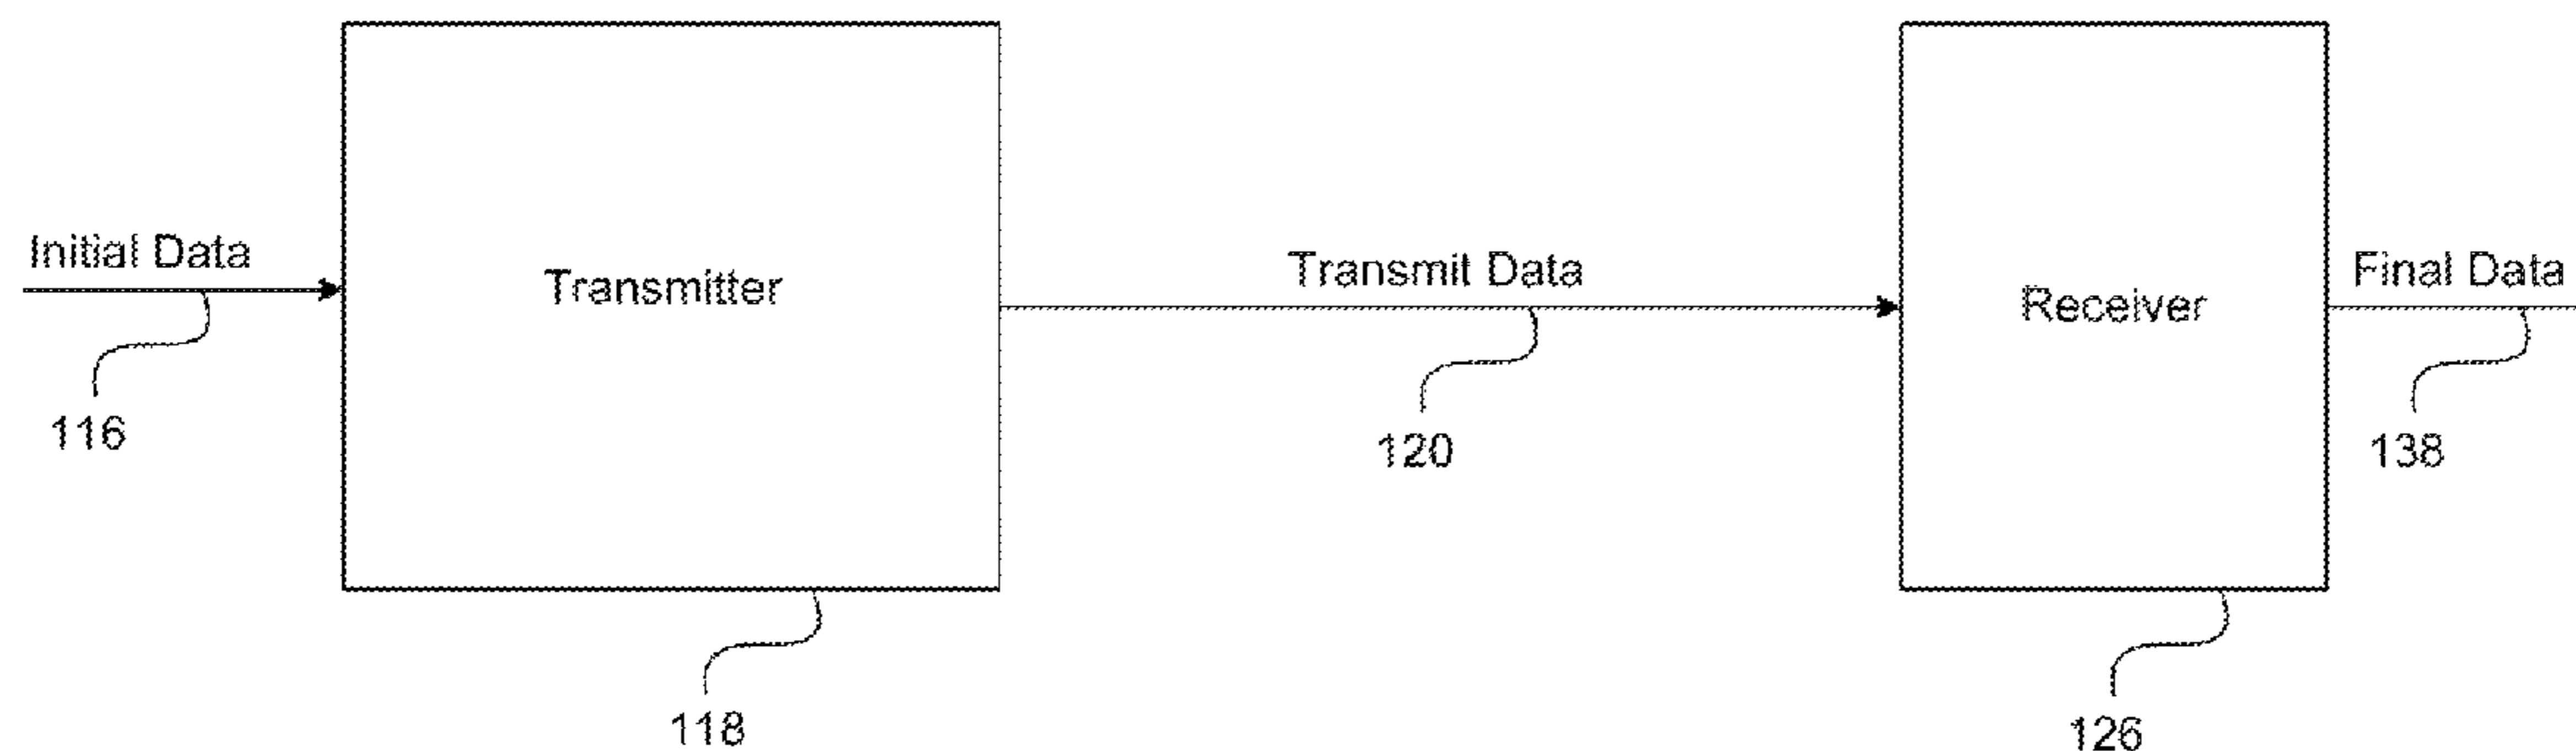 Initial Data
Transmitter
Transmit Data
Receiver
Final Data
116
120
138
118
126